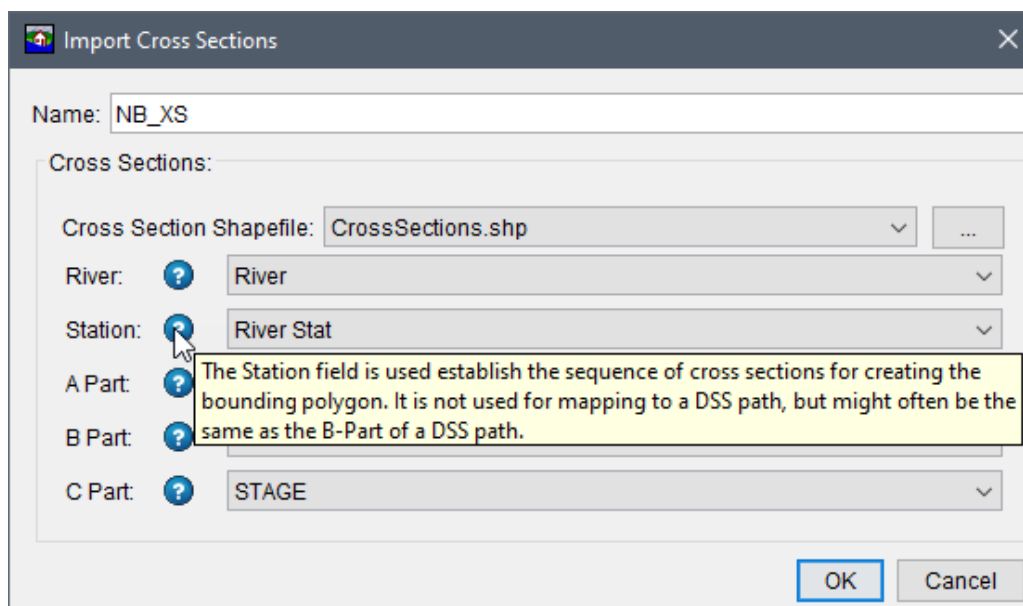 Import Cross Sections
Name: NB_XS
Cross Sections:
Cross Section Shapefile: CrossSections.shp ...
River: ? River
Station: ? River Stat
The Station field is used establish the sequence of cross sections for creating the
bounding polygon. It is not used for mapping to a DSS path, but might often be the
same as the B-Part of a DSS path.
A Part: ?
B Part: ?
C Part: ? STAGE
OK Cancel